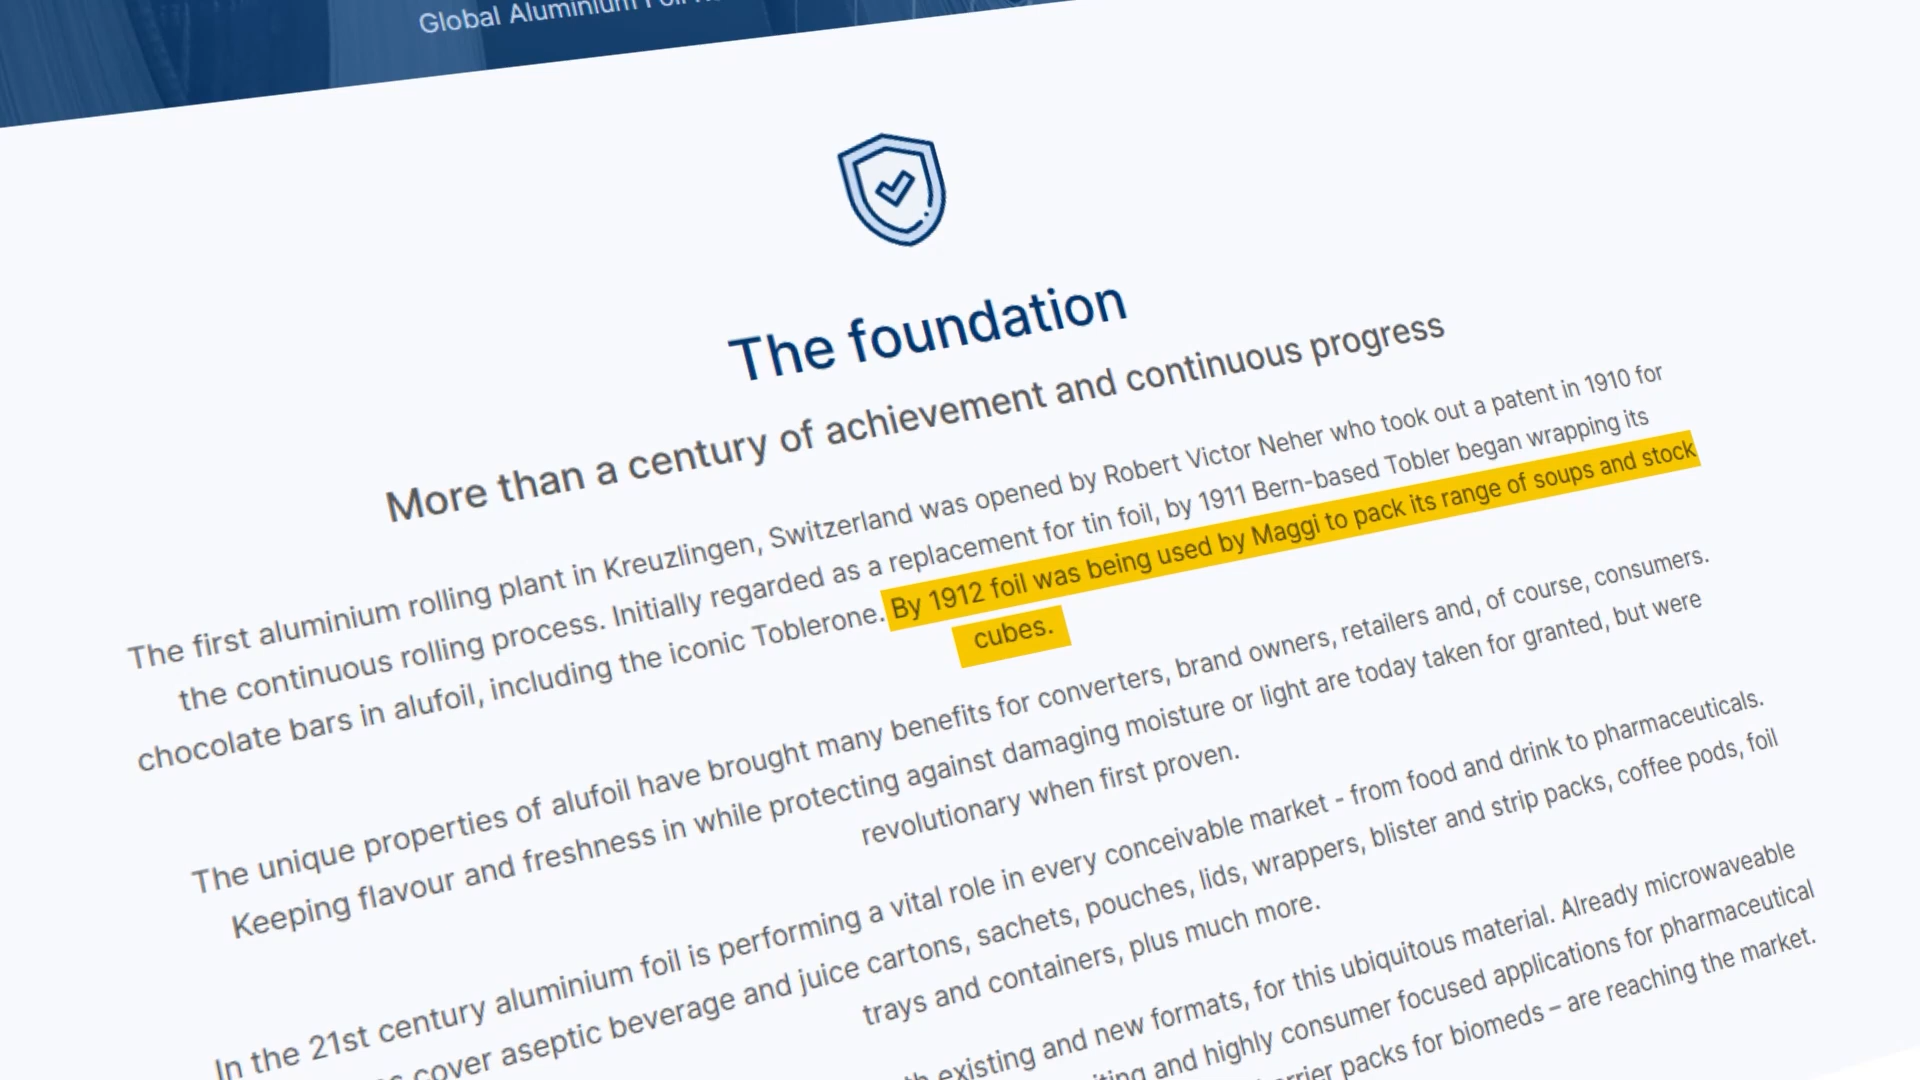 Global Aluminium Foil
The foundation
More than a century of achievement and continuous progress
The first aluminium rolling plant in Kreuzlingen, Switzerland was opened by Robert Victor Neher who took out a patent in 1910 for
the continuous rolling process. Initially regarded as a replacement for tin foil, by 1911 Bern-based Tobler began wrapping its
chocolate bars in alufoil, including the iconic Toblerone. By 1912 foil was being used by Maggi to pack its range of soups and stock
cubes.
The unique properties of alufoil have brought many benefits for converters, brand owners, retailers and, of course, consumers.
Keeping flavour and freshness in while protecting against damaging moisture or light are today taken for granted, but were
revolutionary when first proven.
In the 21st century aluminium foil is performing a vital role in every conceivable market - from food and drink to pharmaceuticals.
cover aseptic beverage and juice cartons, sachets, pouches, lids, wrappers, blister and strip packs, coffee pods, foil
trays and containers, plus much more.
existing and new formats, for this ubiquitous material. Already microwaveable
and highly consumer focused applications for pharmaceutical
packs for biomeds – are reaching the market.